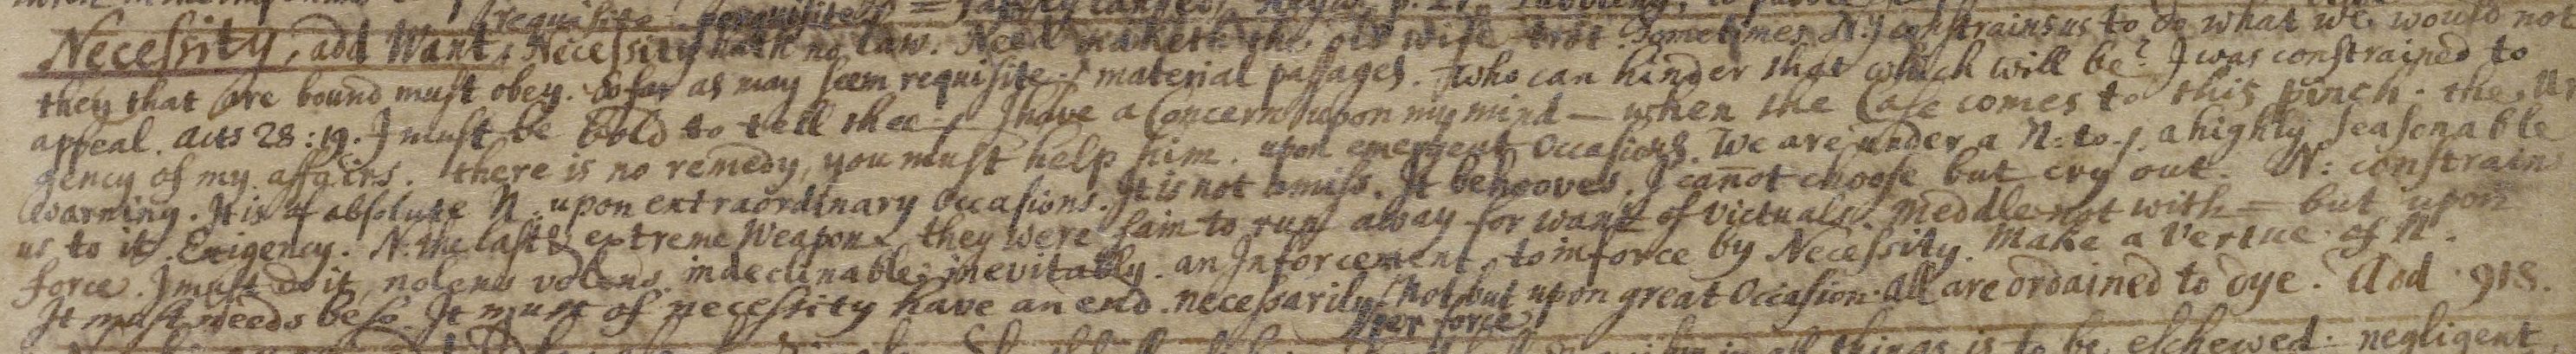 requisite perquisite
Necessity, add Want. Necessity hath no law. Need maketh the old wife trot. Sometimes N:y constrains us to do what we would not
they that are bound must obey. So far as may seem requisite. material passages. who can hinder that which will be? I was constrained to
appeal. Acts 28:19. I must be bold to tell thee. I have a Concern upon my mind — when the Case comes to this pinch. the Ur
gency of my affairs. there is no remedy, you must help him. upon emergent Occasions. We are under a N: to. a highly seasonable
warning. It is of absolute N. upon extraordinary Occasions. It is not amiss. It behooves. I canot choose but cry out. N: constrains
us to it. Exigency. N. the last & extreme Weapon. they were fain to run away for want of victuals. meddle not with = but upon
force. I must do it, nolens volens. indeclinable. inevitably. an Inforcement. to inforce by Necessity. Make a vertue of N.
It must needs be so. It must of necessity have an end. necessarily. Not but upon great Occasion. All are ordained to dye. Add 918.
per force
all things is to be eschewed. negligent